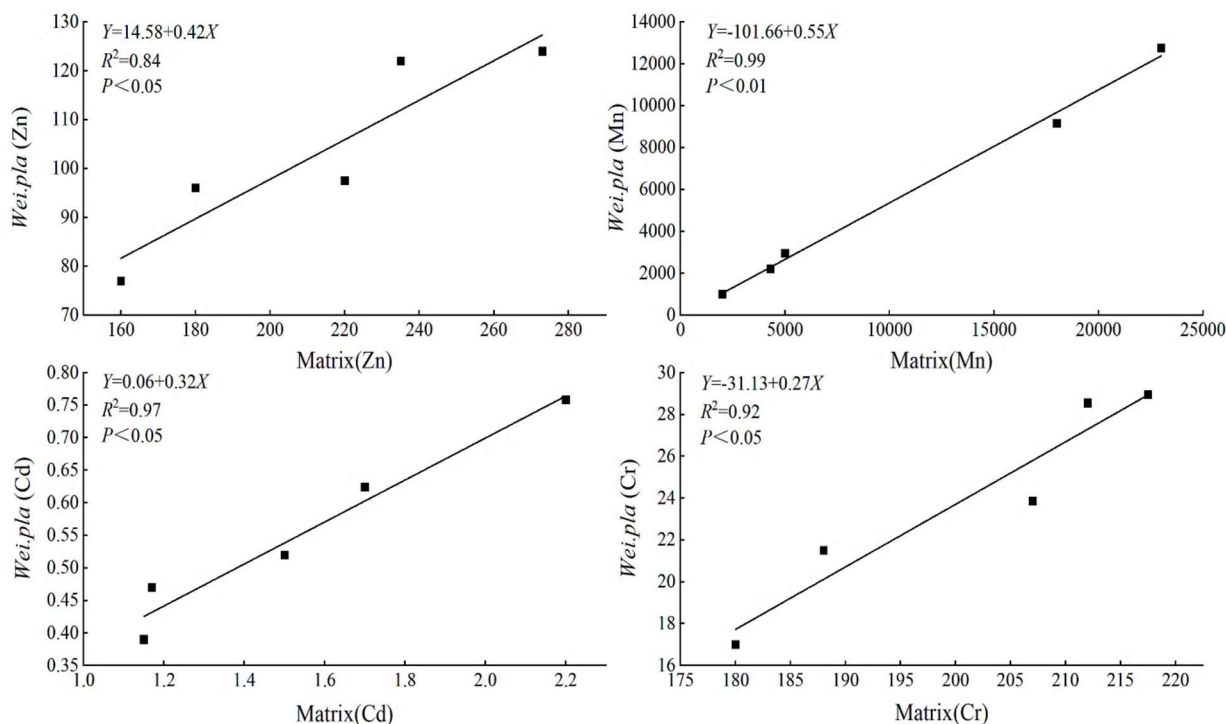 Y=14.58+0.42X
R²=0.84
P<0.05
Wei.pla (Zn)
130
120
110
100
90
80
70
160 180 200 220 240 260 280
Matrix(Zn)
Y=-101.66+0.55X
R²=0.99
P<0.01
Wei.pla (Mn)
14000
12000
10000
8000
6000
4000
2000
0
0 5000 10000 15000 20000 25000
Matrix(Mn)
Y=0.06+0.32X
R²=0.97
P<0.05
Wei.pla (Cd)
0.80
0.75
0.70
0.65
0.60
0.55
0.50
0.45
0.40
0.35
1.0 1.2 1.4 1.6 1.8 2.0 2.2
Matrix(Cd)
Y=-31.13+0.27X
R²=0.92
P<0.05
Wei.pla (Cr)
30
28
26
24
22
20
18
16
175 180 185 190 195 200 205 210 215 220
Matrix(Cr)